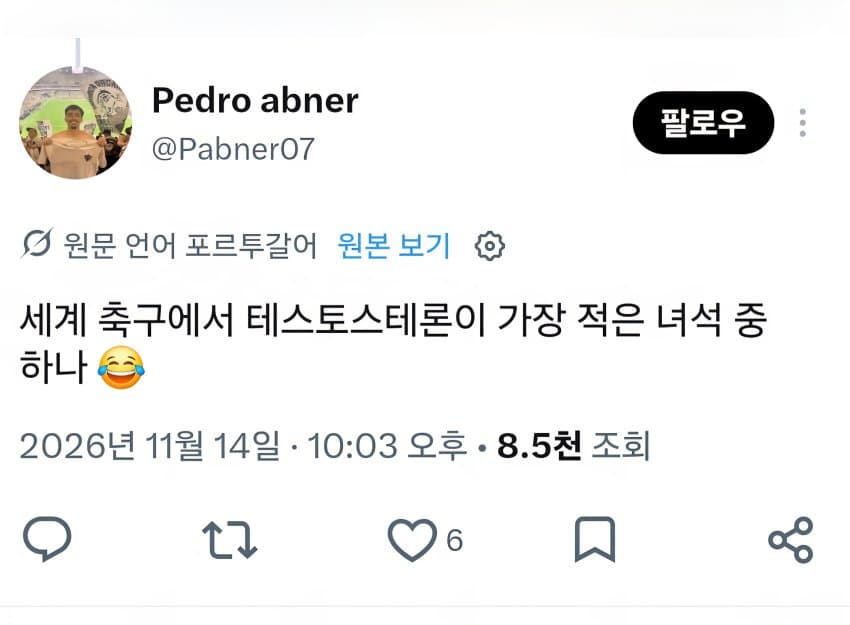 Pedro abner
팔로우
@Pabner07
원문 언어 포르투갈어 원본 보기
세계 축구에서 테스토스테론이 가장 적은 녀석 중
하나 😂
2026년 11월 14일 · 10:03 오후 • 8.5천 조회
6